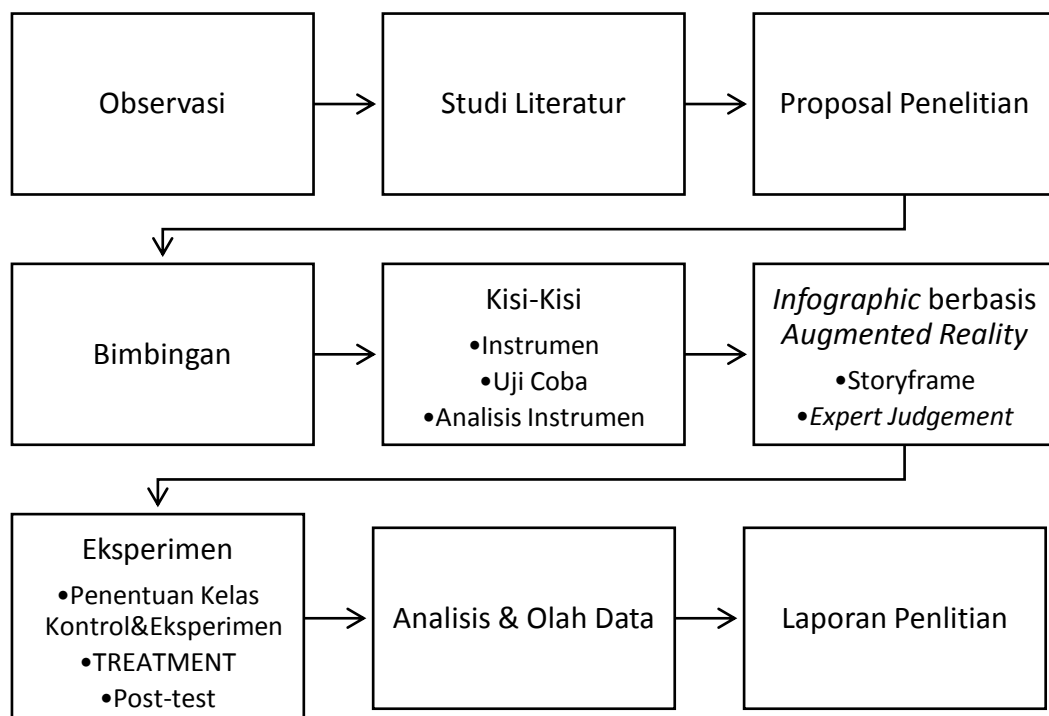 Observasi
Studi Literatur
Proposal Penelitian
Bimbingan
Kisi-Kisi
•Instrumen
•Uji Coba
•Analisis Instrumen
Infographic berbasis
Augmented Reality
•Storyframe
•Expert Judgement
Eksperimen
•Penentuan Kelas
Kontrol&Eksperimen
•TREATMENT
•Post-test
Analisis & Olah Data
Laporan Penlitian